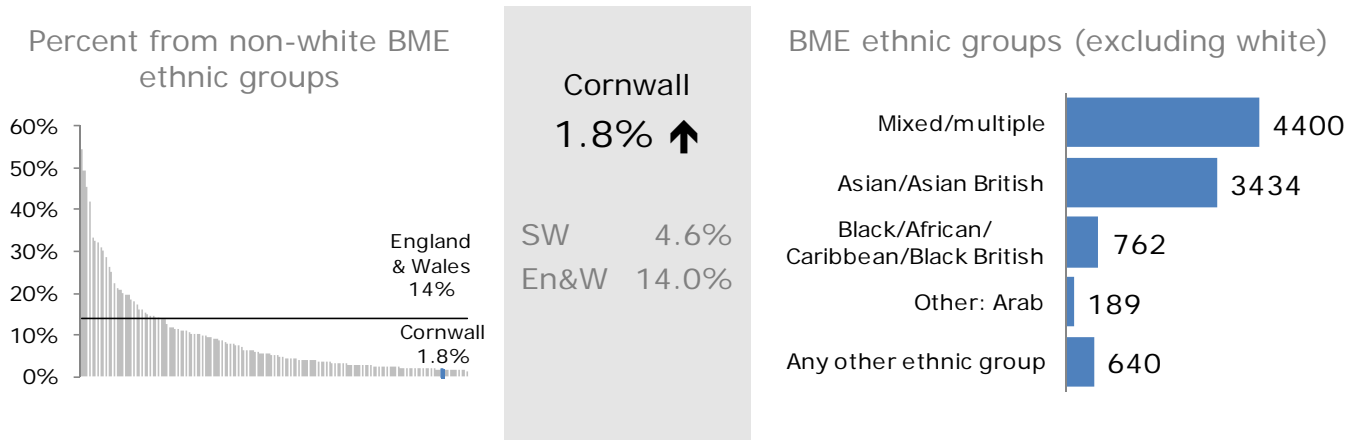 Percent from non-white BME
ethnic groups
60%
50%
40%
30%
20%
10%
0%
England
& Wales
14%
Cornwall
1.8%
Cornwall
1.8% ↑
SW 4.6%
En&W 14.0%
BME ethnic groups (excluding white)
Mixed/multiple 4400
Asian/Asian British 3434
Black/African/
Caribbean/Black British 762
Other: Arab 189
Any other ethnic group 640